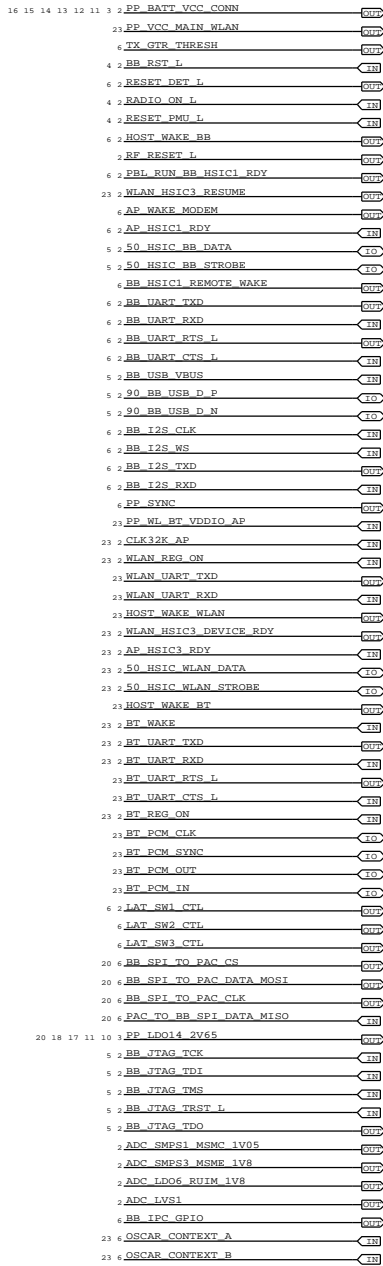 16 15 14 13 12 11 3 2 PP_BATT_VCC_CONN OUT
23 PP_VCC_MAIN_WLAN OUT
6 TX_GTR_THRESH OUT
4 2 BB_RST_L IN
6 2 RESET_DET_L OUT
4 2 RADIO_ON_L IN
4 2 RESET_PMU_L IN
6 2 HOST_WAKE_BB OUT
2 RF_RESET_L OUT
6 2 PBL_RUN_BB_HSIC1_RDY OUT
23 2 WLAN_HSIC3_RESUME OUT
6 AP_WAKE_MODEM OUT
6 2 AP_HSIC1_RDY IN
5 2 50_HSIC_BB_DATA IO
5 2 50_HSIC_BB_STROBE IO
6 BB_HSIC1_REMOTE_WAKE OUT
6 2 BB_UART_TXD OUT
6 2 BB_UART_RXD IN
6 2 BB_UART_RTS_L OUT
6 2 BB_UART_CTS_L IN
5 2 BB_USB_VBUS IN
5 2 90_BB_USB_D_P IO
5 2 90_BB_USB_D_N IO
6 2 BB_I2S_CLK IN
6 2 BB_I2S_WS IN
6 2 BB_I2S_TXD OUT
6 2 BB_I2S_RXD IN
6 PP_SYNC OUT
23 PP_WL_BT_VDDIO_AP IN
23 2 CLK32K_AP IN
23 2 WLAN_REG_ON IN
23 WLAN_UART_TXD OUT
23 WLAN_UART_RXD IN
23 HOST_WAKE_WLAN OUT
23 2 WLAN_HSIC3_DEVICE_RDY OUT
23 2 AP_HSIC3_RDY IN
23 2 50_HSIC_WLAN_DATA IO
23 2 50_HSIC_WLAN_STROBE IO
23 HOST_WAKE_BT OUT
23 2 BT_WAKE IN
23 2 BT_UART_TXD OUT
23 2 BT_UART_RXD IN
23 BT_UART_RTS_L OUT
23 BT_UART_CTS_L IN
23 2 BT_REG_ON IN
23 BT_PCM_CLK IO
23 BT_PCM_SYNC IO
23 BT_PCM_OUT IO
23 BT_PCM_IN IO
6 2 LAT_SW1_CTL OUT
6 LAT_SW2_CTL OUT
6 LAT_SW3_CTL OUT
20 6 BB_SPI_TO_PAC_CS OUT
20 6 BB_SPI_TO_PAC_DATA_MOSI OUT
20 6 BB_SPI_TO_PAC_CLK OUT
20 6 PAC_TO_BB_SPI_DATA_MISO IN
20 18 17 11 10 3 PP_LDO14_2V65 OUT
5 2 BB_JTAG_TCK IN
5 2 BB_JTAG_TDI IN
5 2 BB_JTAG_TMS IN
5 2 BB_JTAG_TRST_L IN
5 2 BB_JTAG_TDO OUT
2 ADC_SMPS1_MSMC_1V05 OUT
2 ADC_SMPS3_MSME_1V8 OUT
2 ADC_LDO6_RUIM_1V8 OUT
2 ADC_LVS1 OUT
6 BB_IPC_GPIO OUT
23 6 OSCAR_CONTEXT_A IN
23 6 OSCAR_CONTEXT_B IN